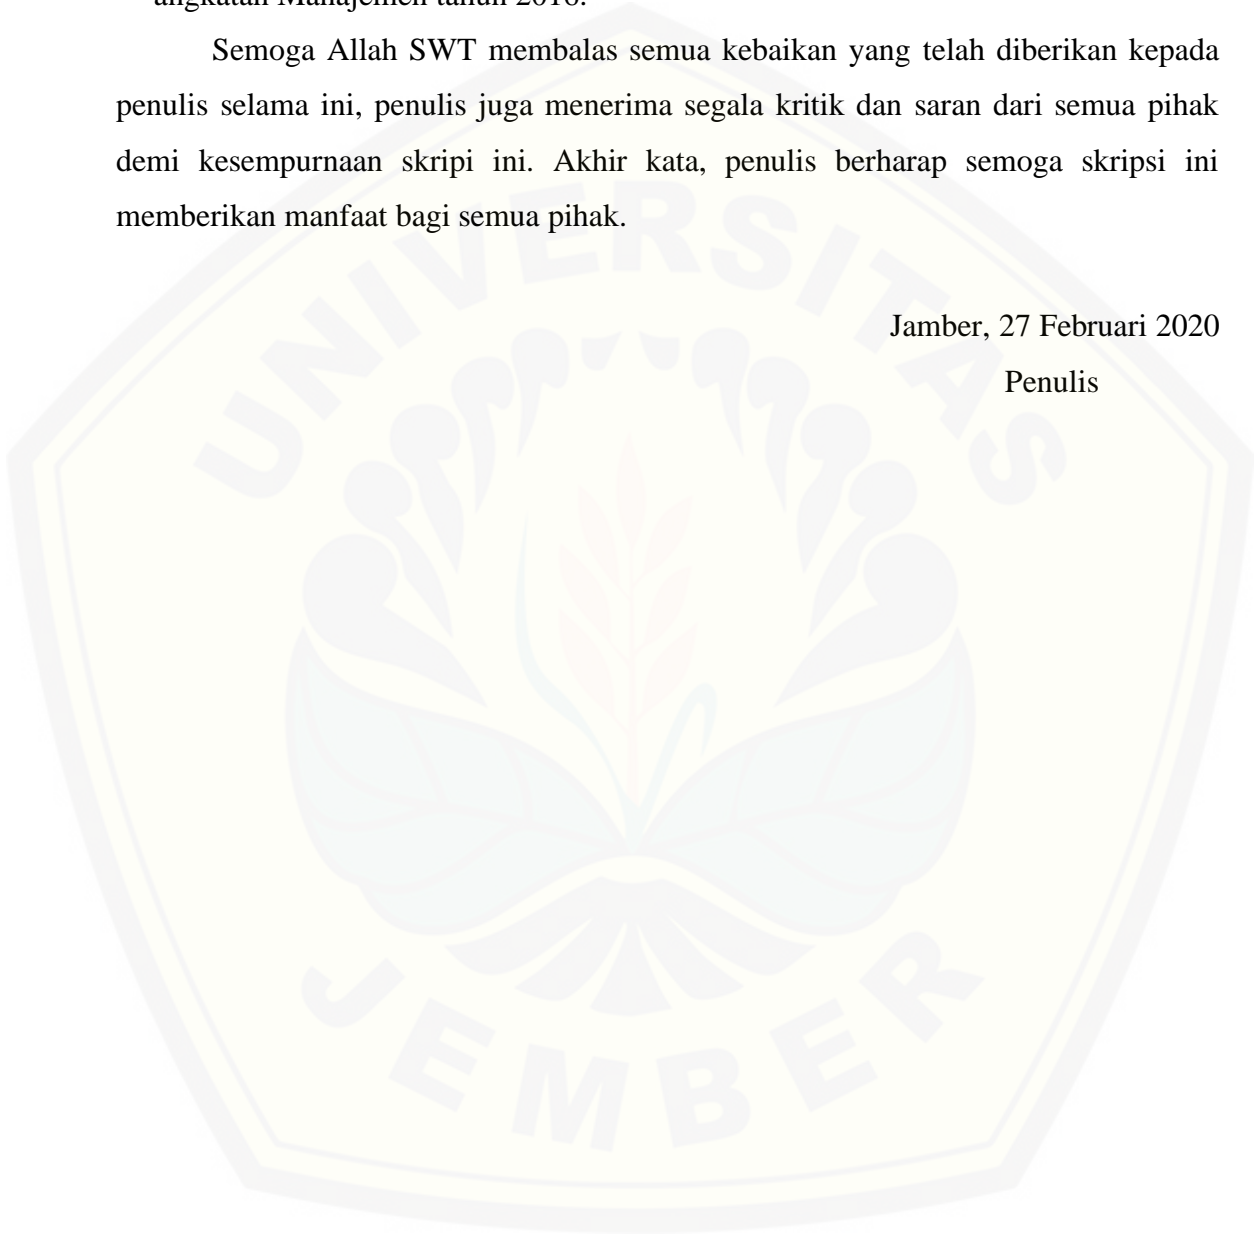 angkatan Manajemen tahun 2016.
Semoga Allah SWT membalas semua kebaikan yang telah diberikan kepada
penulis selama ini, penulis juga menerima segala kritik dan saran dari semua pihak
demi kesempurnaan skripi ini. Akhir kata, penulis berharap semoga skripsi ini
memberikan manfaat bagi semua pihak.
Jamber, 27 Februari 2020
Penulis
UNIVERSITAS
JEMBER